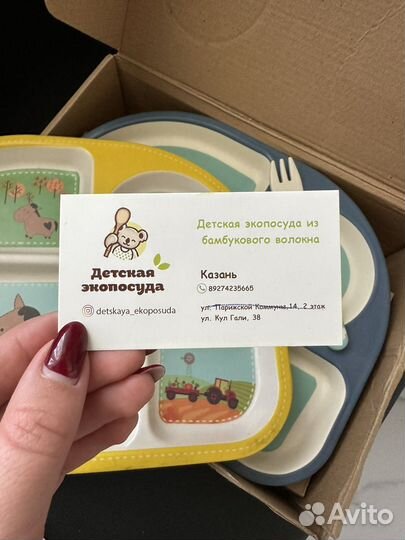 Детская экопосуда из
бамбукового волокна
Детская
экопосуда
Казань
89274235665
detskaya_ekoposuda
ул. Парижской Коммуны,14, 2 этаж
ул. Кул Гали, 38
Avito